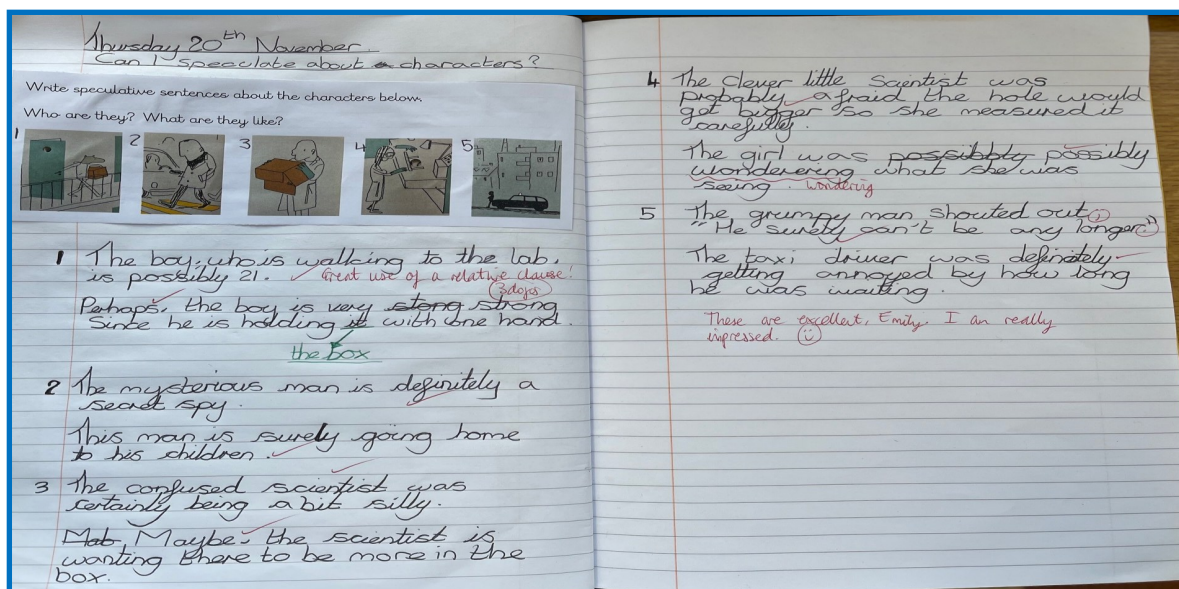 Thursday 20th November.
Can I speculate about characters?
Write speculative sentences about the characters below.
Who are they? What are they like?
1 2 3 4 5
1 The boy, who is walking to the lab,
is possibly 21. Great use of a relative clause!
3 dojos
Perhaps, the boy is very stong strong
Since he is holding it with one hand.
the box
2 The mysterious man is definitely a
secret spy.
This man is surely going home
to his children.
3 The confused scientist was
certainly being a bit silly.
Mab, Maybe, the scientist is
wanting there to be more in the
box.
4 The clever little Scientist was
probably afraid the hole would
get bigger so she measured it
carefully.
The girl was possibbly possibly
wonderering what she was
seeing. wondering
5 The grumpy man shouted out,
"He surely can't be any longer."
The taxi driver was definately
getting annoyed by how long
he was waiting.
These are excellent, Emily. I am really
impressed.